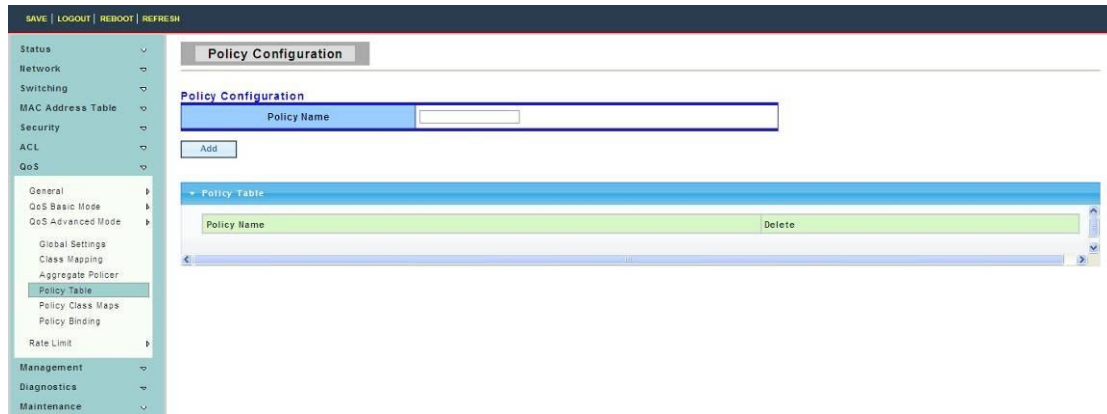 SAVE | LOGOUT | REBOOT | REFRESH
Status
Network
Switching
MAC Address Table
Security
ACL
QoS
General
QoS Basic Mode
QoS Advanced Mode
Global Settings
Class Mapping
Aggregate Policer
Policy Table
Policy Class Maps
Policy Binding
Rate Limit
Management
Diagnostics
Maintenance
Policy Configuration
Policy Configuration
Policy Name
Add
Policy Table
Policy Name Delete